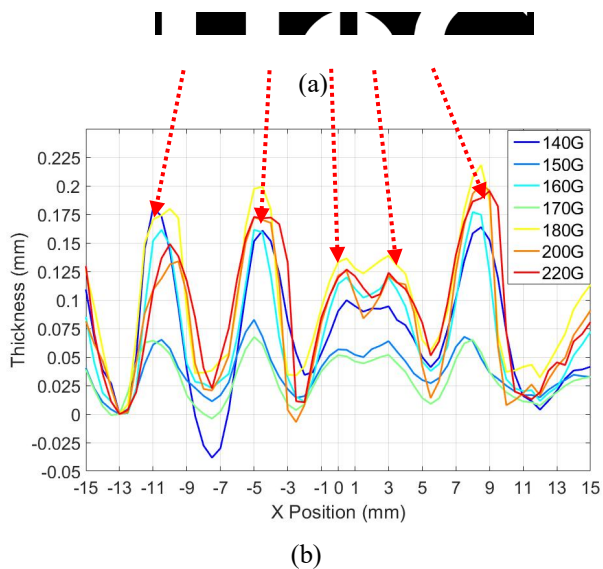 (a)
0.225
0.2
0.175
0.15
0.125
0.1
0.075
0.05
0.025
0
-0.025
-0.05
Thickness (mm)
140G
150G
160G
170G
180G
200G
220G
-15 -13 -11 -9 -7 -5 -3 -1 0 1 3 5 7 9 11 13 15
X Position (mm)
(b)